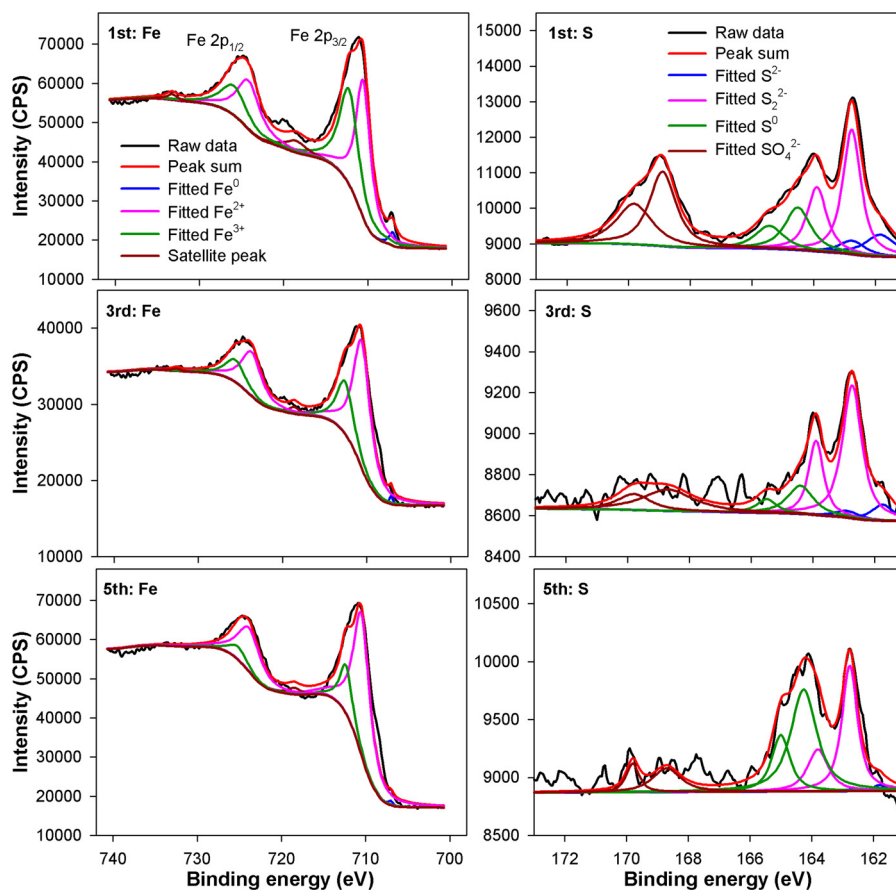 1st: Fe
Fe 2p1/2
Fe 2p3/2
Raw data
Peak sum
Fitted Fe0
Fitted Fe2+
Fitted Fe3+
Satellite peak
Intensity (CPS)
70000
60000
50000
40000
30000
20000
10000
1st: S
Raw data
Peak sum
Fitted S2-
Fitted S22-
Fitted S0
Fitted SO42-
15000
14000
13000
12000
11000
10000
9000
8000
3rd: Fe
Intensity (CPS)
40000
30000
20000
10000
3rd: S
9600
9400
9200
9000
8800
8600
8400
5th: Fe
Intensity (CPS)
70000
60000
50000
40000
30000
20000
10000
740 730 720 710 700
Binding energy (eV)
5th: S
10500
10000
9500
9000
8500
172 170 168 166 164 162
Binding energy (eV)